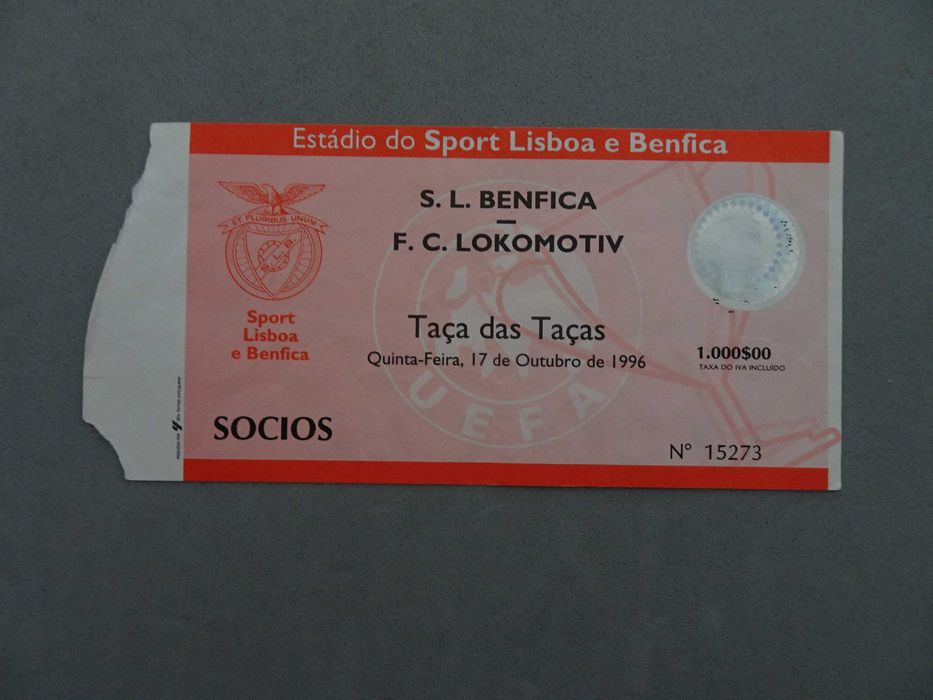 Estádio do Sport Lisboa e Benfica
ET PLURIBUS UNUM
Sport
Lisboa
e Benfica
S. L. BENFICA
–
F. C. LOKOMOTIV
Taça das Taças
Quinta-Feira, 17 de Outubro de 1996
UEFA
1.000$00
TAXA DO IVA INCLUÍDO
SOCIOS
Nº 15273